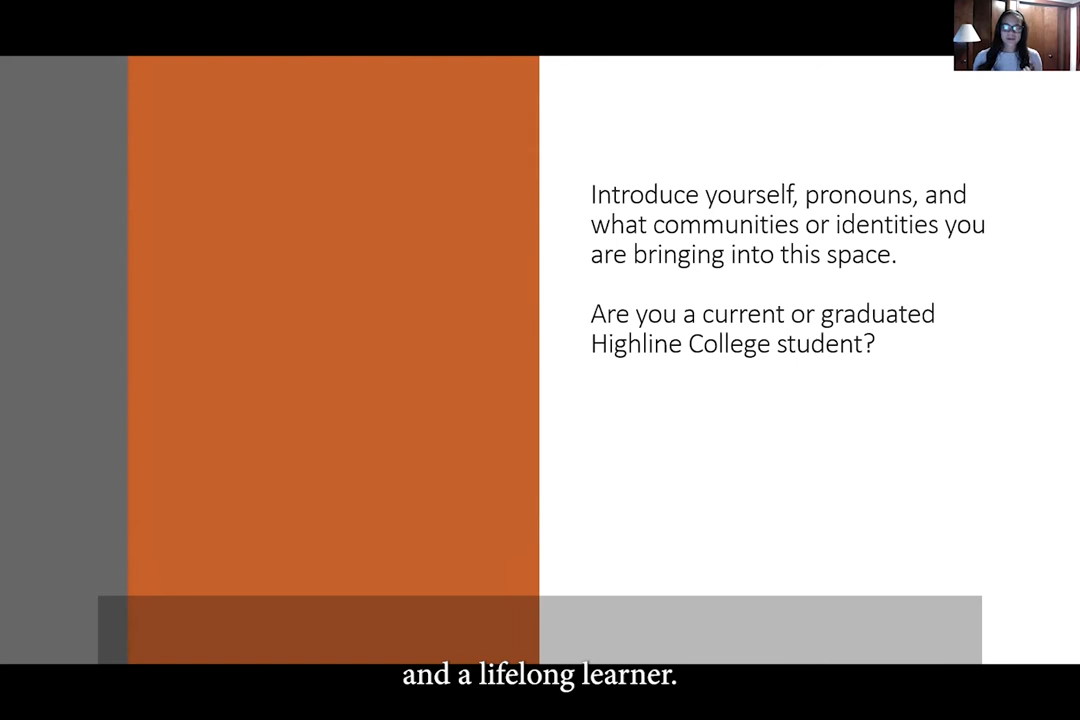 Introduce yourself, pronouns, and
what communities or identities you
are bringing into this space.
Are you a current or graduated
Highline College student?
and a lifelong learner.